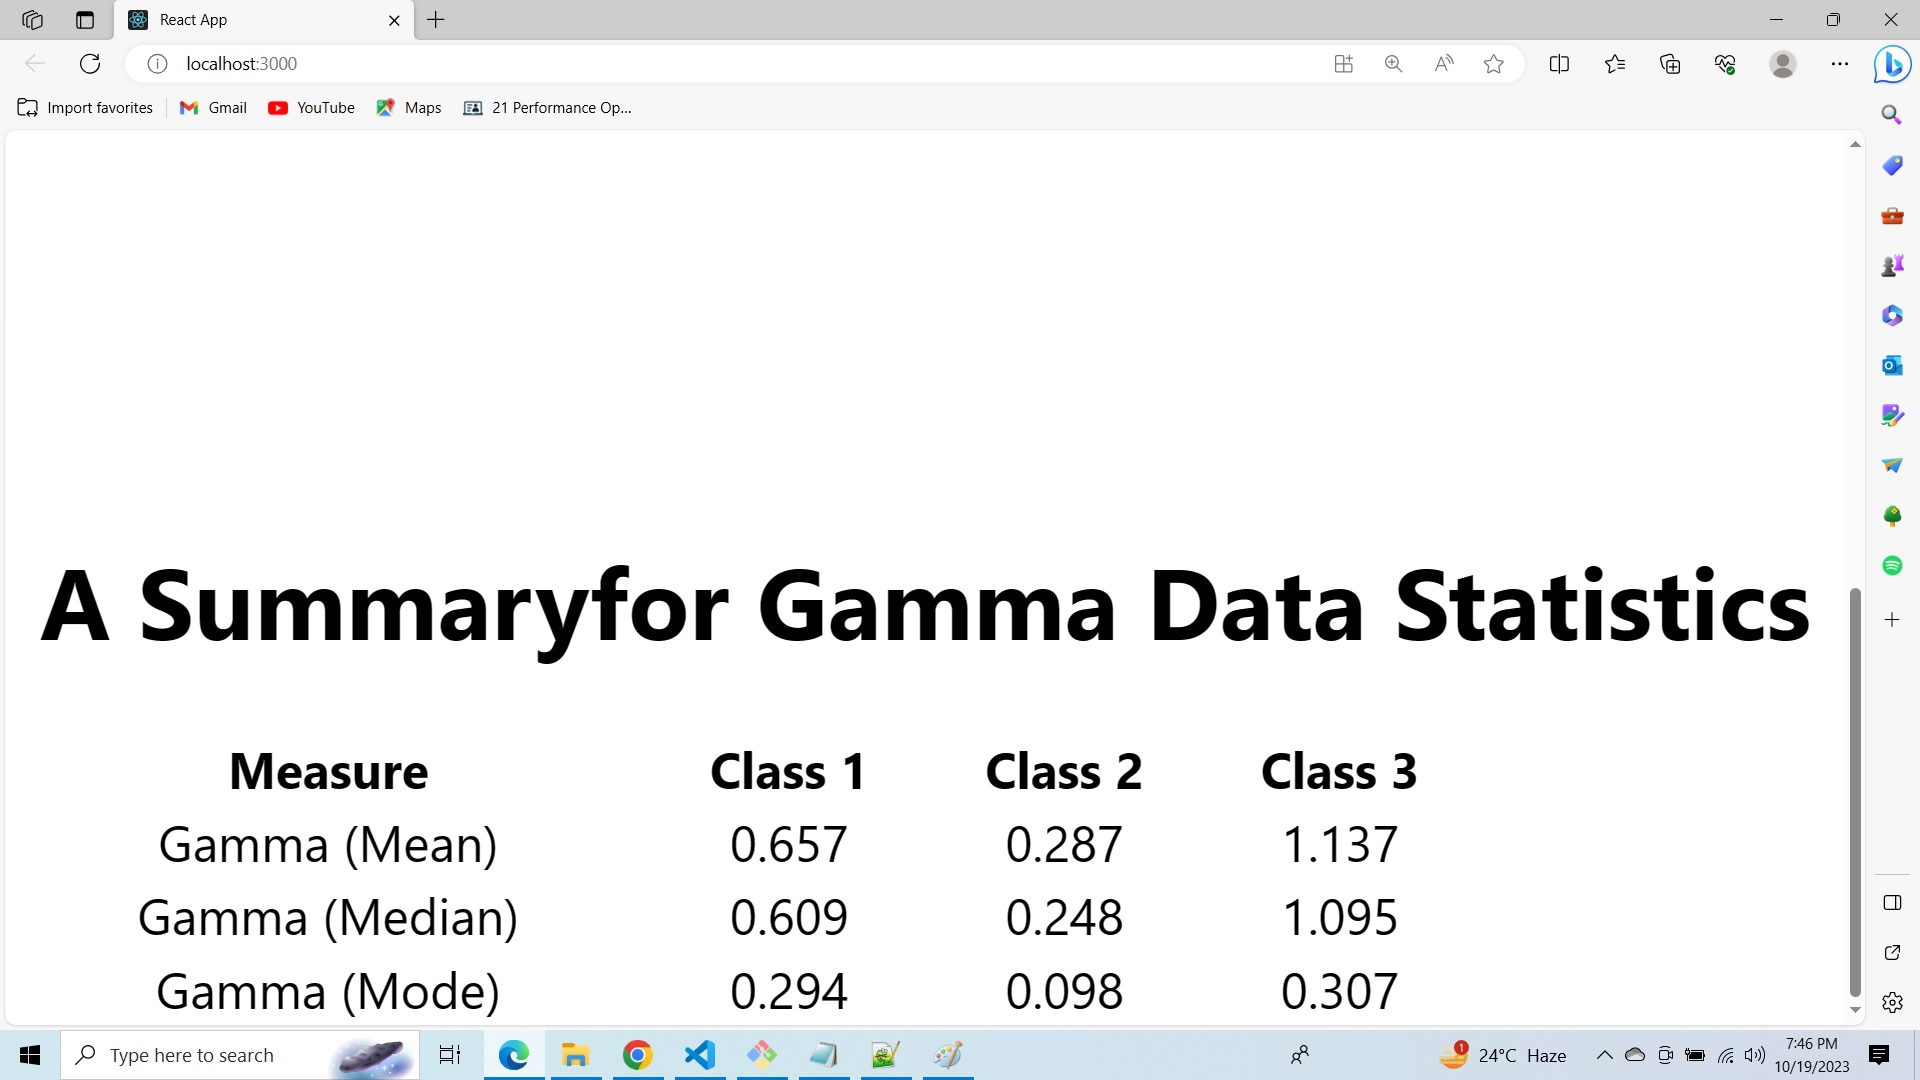 React App
localhost:3000
Import favorites Gmail YouTube Maps 21 Performance Op...
A Summaryfor Gamma Data Statistics
Measure Class 1 Class 2 Class 3
Gamma (Mean) 0.657 0.287 1.137
Gamma (Median) 0.609 0.248 1.095
Gamma (Mode) 0.294 0.098 0.307
Type here to search 1 24°C Haze 7:46 PM
10/19/2023